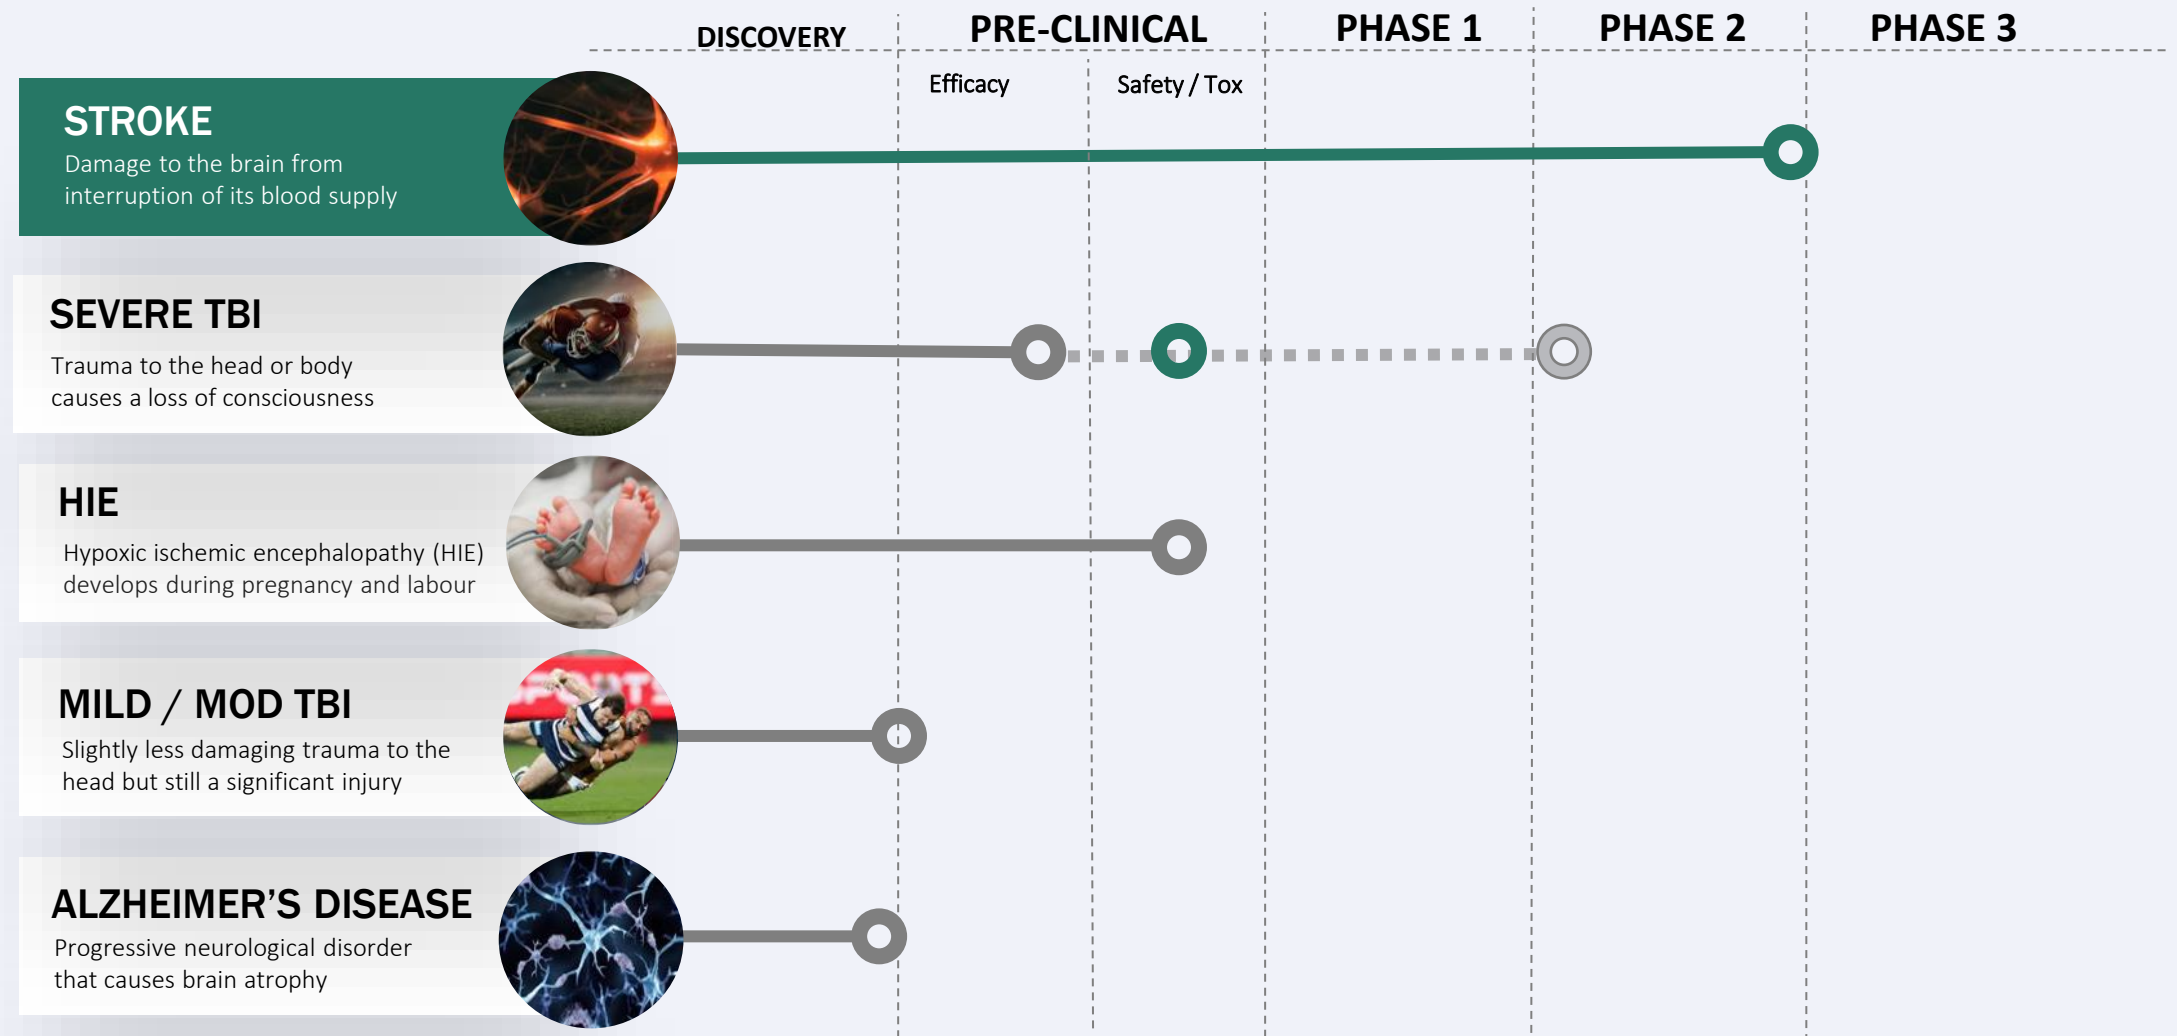 DISCOVERY
PRE-CLINICAL
PHASE 1
PHASE 2
PHASE 3
Efficacy
Safety / Tox
STROKE
Damage to the brain from
interruption of its blood supply
SEVERE TBI
Trauma to the head or body
causes a loss of consciousness
HIE
Hypoxic ischemic encephalopathy (HIE)
develops during pregnancy and labour
MILD / MOD TBI
Slightly less damaging trauma to the
head but still a significant injury
ALZHEIMER'S DISEASE
Progressive neurological disorder
that causes brain atrophy